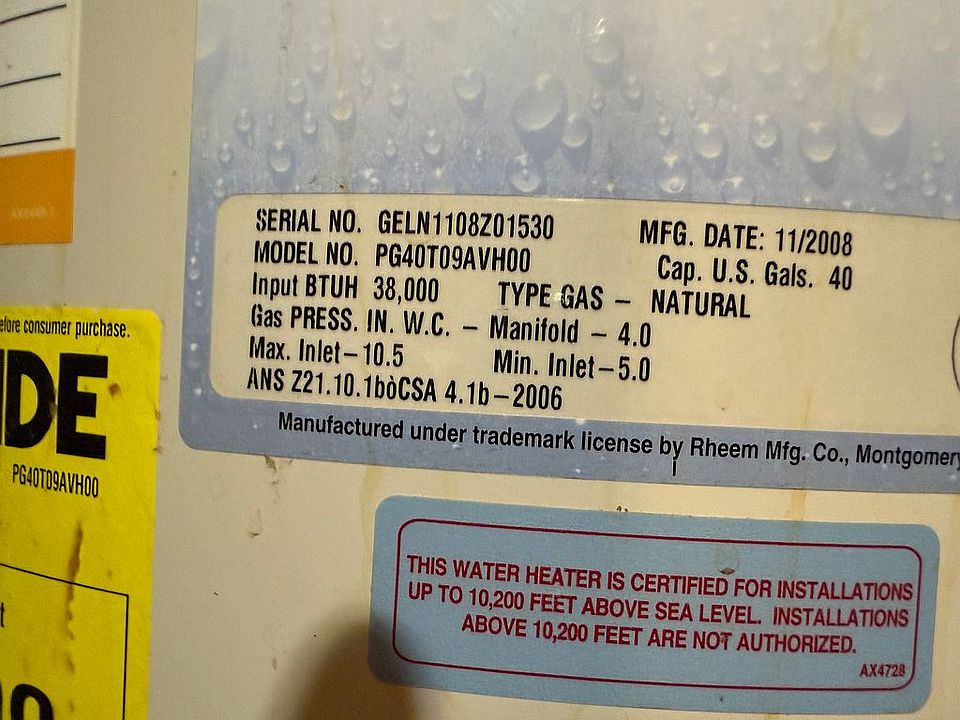 SERIAL NO. GELN1108Z01530 MFG. DATE: 11/2008
MODEL NO. PG40T09AVH00 Cap. U.S. Gals. 40
Input BTUH 38,000 TYPE GAS – NATURAL
Gas PRESS. IN. W.C. – Manifold – 4.0
Max. Inlet–10.5 Min. Inlet–5.0
ANS Z21.10.1bòCSA 4.1b–2006
Manufactured under trademark license by Rheem Mfg. Co., Montgomery
efore consumer purchase.
IDE
PG40T09AVH00
THIS WATER HEATER IS CERTIFIED FOR INSTALLATIONS
UP TO 10,200 FEET ABOVE SEA LEVEL. INSTALLATIONS
ABOVE 10,200 FEET ARE NOT AUTHORIZED.
AX4728